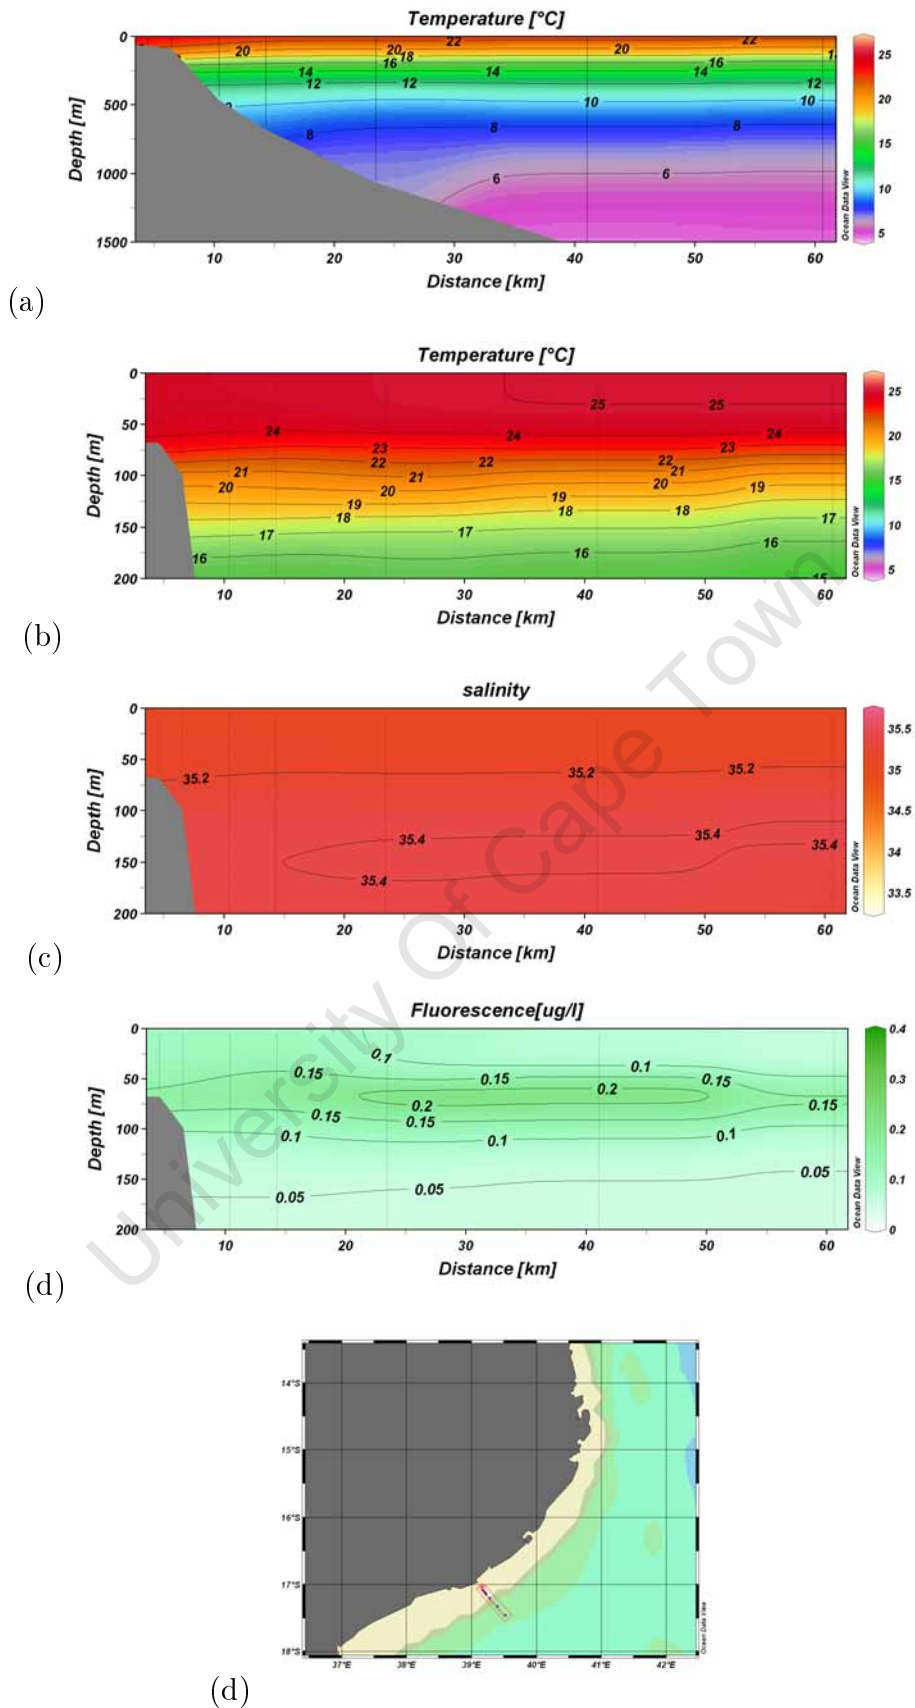 Temperature [°C]
0
500
1000
1500
Depth [m]
22 22
20 20 20
18 1
16 16
14 14 14
12 12 12
10 10
8 8 8
6 6
10 20 30 40 50 60
Distance [km]
25
20
15
10
5
Ocean Data View
(a)
Temperature [°C]
0
50
100
150
200
Depth [m]
25 25
24 24 24
23 23
22 22 22
21 21 21
20 20 20
19 19 19
18 18 18
17 17 17
16 16 16
15
10 20 30 40 50 60
Distance [km]
25
20
15
10
5
Ocean Data View
(b)
salinity
0
50
100
150
200
Depth [m]
35.2 35.2 35.2
35.4 35.4 35.4
35.4
10 20 30 40 50 60
Distance [km]
35.5
35
34.5
34
33.5
Ocean Data View
(c)
Fluorescence[ug/l]
0
50
100
150
200
Depth [m]
0.1 0.1
0.15 0.15 0.15
0.2 0.2
0.15 0.15 0.15
0.1 0.1 0.1
0.05 0.05 0.05
10 20 30 40 50 60
Distance [km]
0.4
0.3
0.2
0.1
0
Ocean Data View
(d)
14°S
15°S
16°S
17°S
18°S
37°E 38°E 39°E 40°E 41°E 42°E
Ocean Data View
(d)
University Of Cape Town